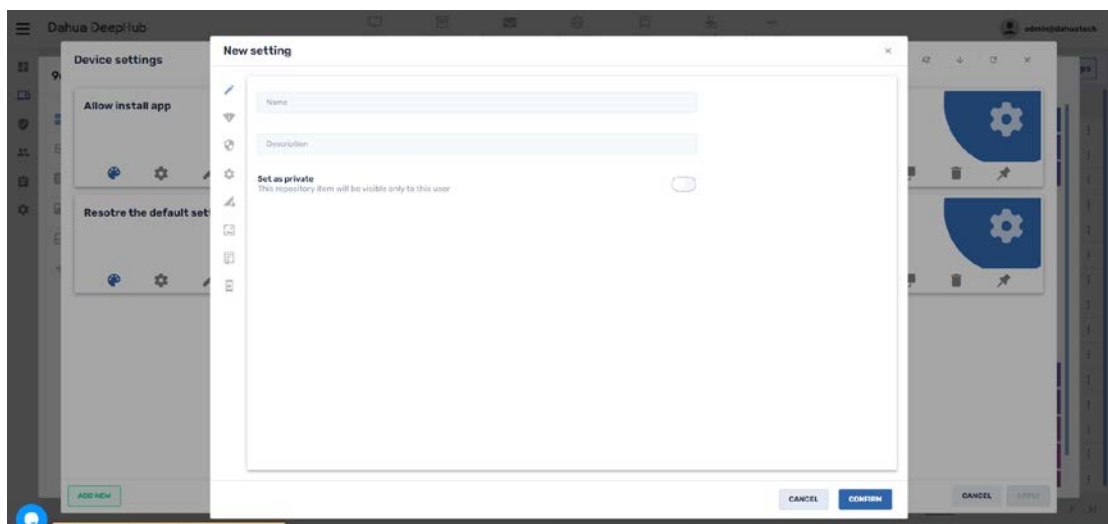 Dahua DeepHub
admin@dahuatech
Device settings
New setting
Allow install app
Name
Description
Set as private
This repository item will be visible only to this user
Resotre the default set
ADD NEW
CANCEL
CONFIRM
CANCEL
APPLY